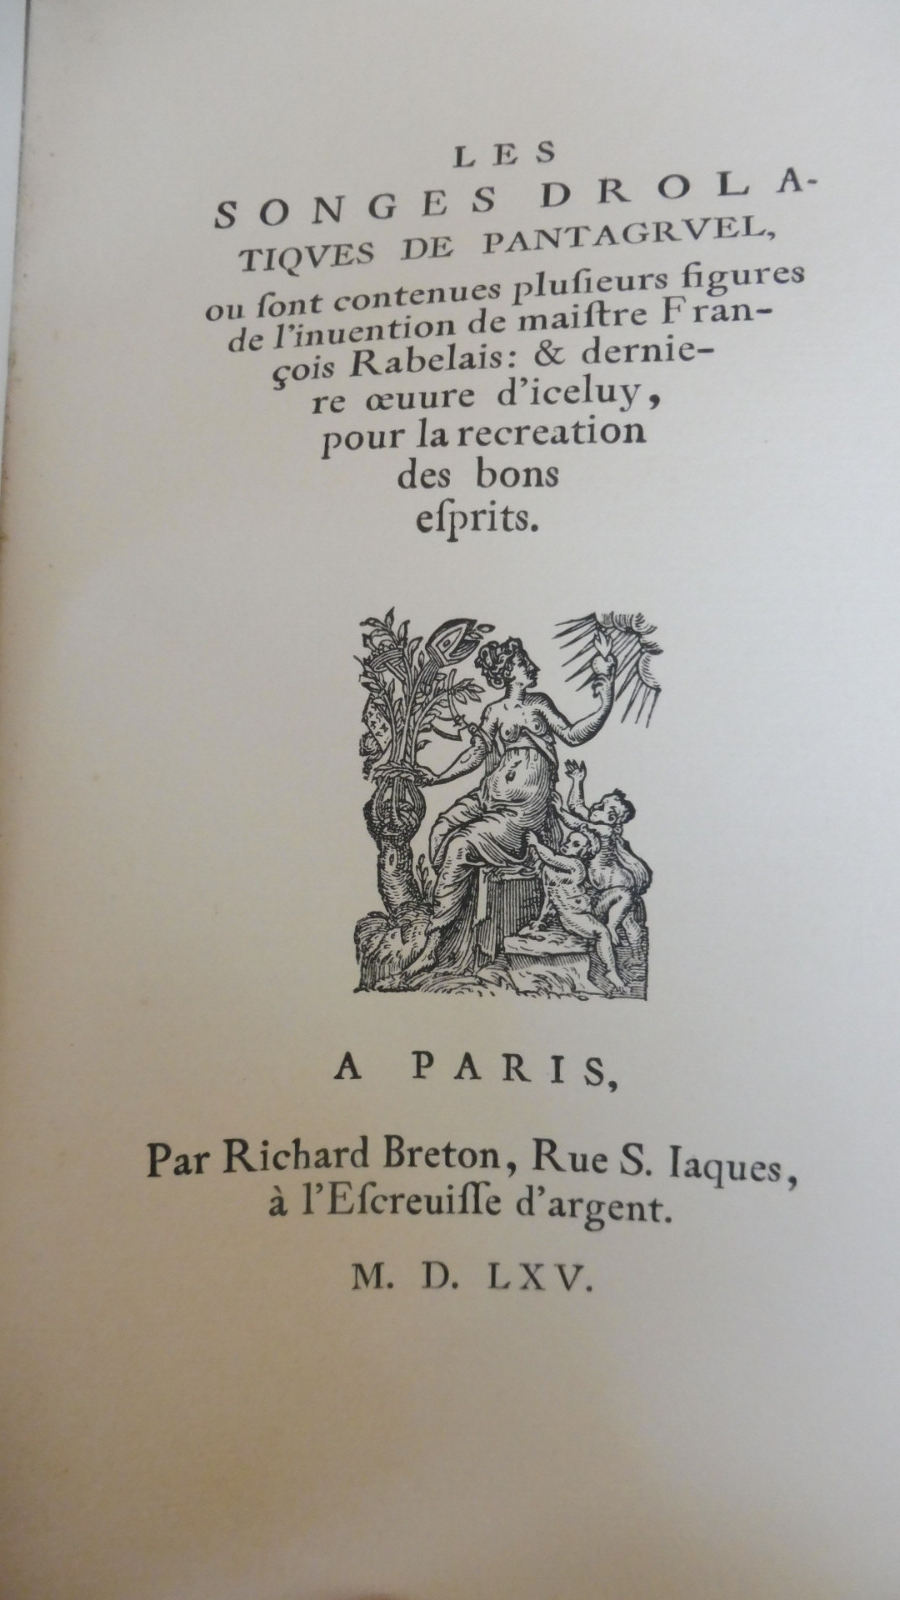 LES
SONGES DROLA-
TIQVES DE PANTAGRVEL,
ou ſont contenues pluſieurs figures
de l'inuention de maiſtre Fran-
çois Rabelais: & dernie-
re œuure d'iceluy,
pour la recreation
des bons
eſprits.
A PARIS,
Par Richard Breton, Rue S. Iaques,
à l'Eſcreuiſſe d'argent.
M. D. LXV.